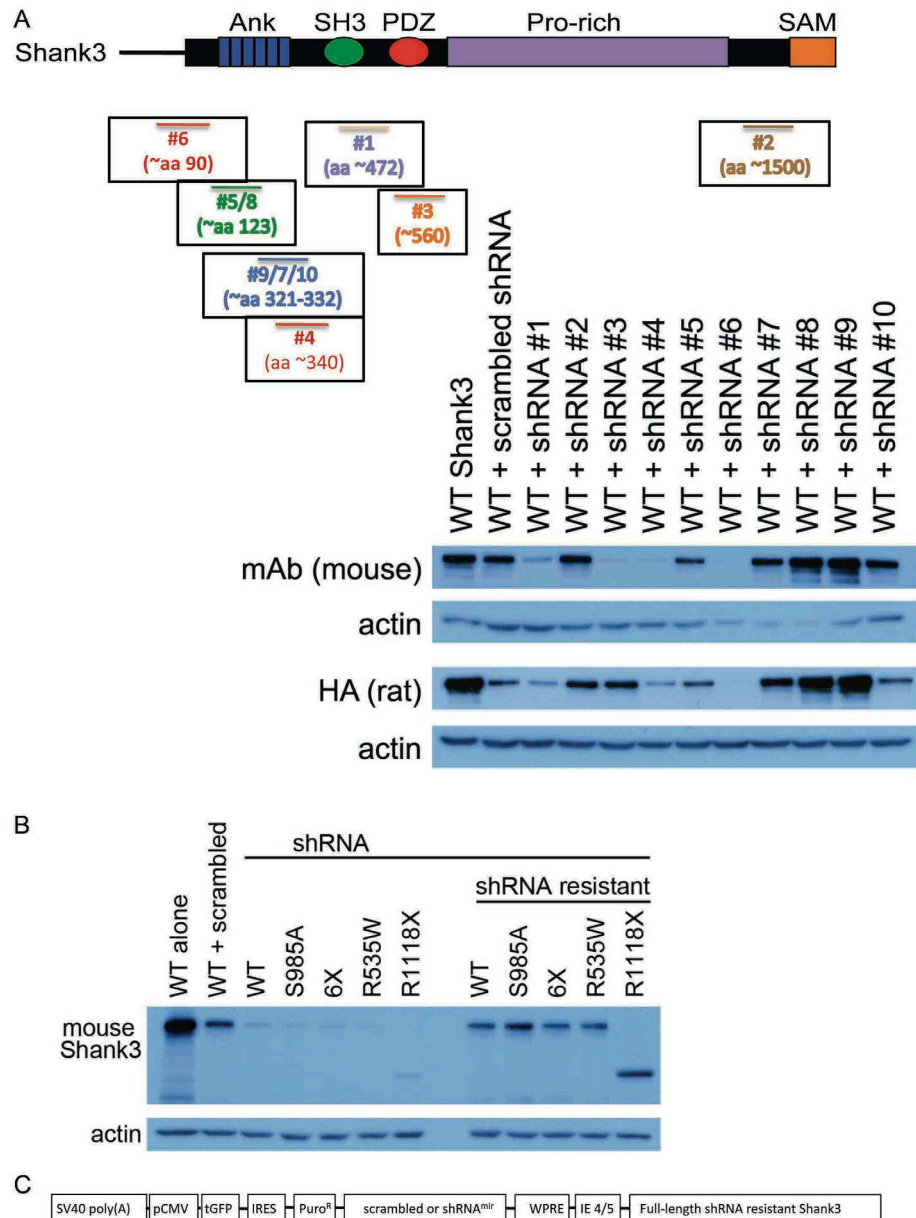 A
Ank SH3 PDZ Pro-rich SAM
Shank3
#6
(~aa 90)
#1
(aa ~472)
#2
(aa ~1500)
#5/8
(~aa 123)
#3
(~560)
#9/7/10
(~aa 321-332)
#4
(aa ~340)
WT Shank3
WT + scrambled shRNA
WT + shRNA #1
WT + shRNA #2
WT + shRNA #3
WT + shRNA #4
WT + shRNA #5
WT + shRNA #6
WT + shRNA #7
WT + shRNA #8
WT + shRNA #9
WT + shRNA #10
mAb (mouse)
actin
HA (rat)
actin
B
shRNA
shRNA resistant
WT alone
WT + scrambled
WT
S985A
6X
R535W
R1118X
WT
S985A
6X
R535W
R1118X
mouse
Shank3
actin
C
SV40 poly(A) pCMV tGFP IRES Puroᴿ scrambled or shRNAᵐⁱʳ WPRE IE 4/5 Full-length shRNA resistant Shank3